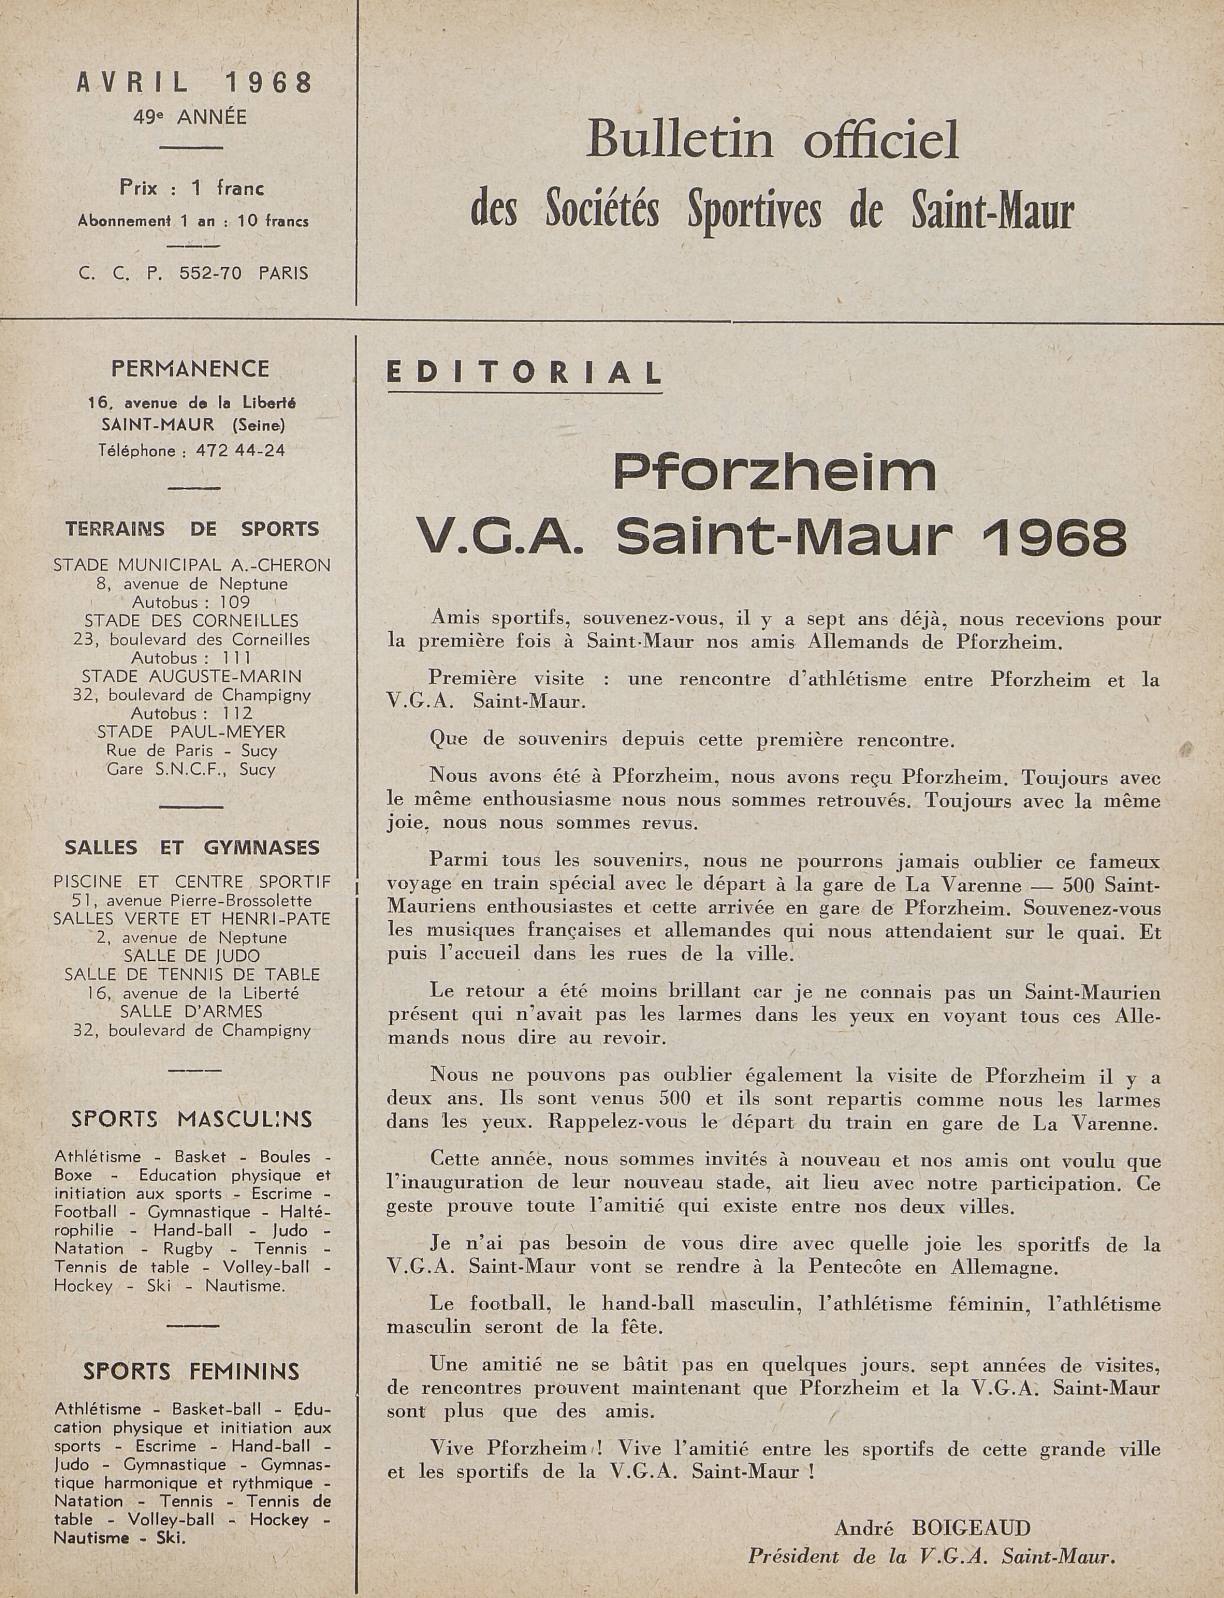 AVRIL 1968
49e ANNÉE
Prix : 1 franc
Abonnement 1 an : 10 francs
C. C. P. 552-70 PARIS
Bulletin officiel
des Sociétés Sportives de Saint-Maur
PERMANENCE
16, avenue de la Liberté
SAINT-MAUR (Seine)
Téléphone : 472 44-24
TERRAINS DE SPORTS
STADE MUNICIPAL A.-CHERON
8, avenue de Neptune
Autobus : 109
STADE DES CORNEILLES
23, boulevard des Corneilles
Autobus : 111
STADE AUGUSTE-MARIN
32, boulevard de Champigny
Autobus : 112
STADE PAUL-MEYER
Rue de Paris - Sucy
Gare S.N.C.F., Sucy
SALLES ET GYMNASES
PISCINE ET CENTRE SPORTIF
51, avenue Pierre-Brossolette
SALLES VERTE ET HENRI-PATE
2, avenue de Neptune
SALLE DE JUDO
SALLE DE TENNIS DE TABLE
16, avenue de la Liberté
SALLE D'ARMES
32, boulevard de Champigny
SPORTS MASCULINS
Athlétisme - Basket - Boules -
Boxe - Education physique et
initiation aux sports - Escrime -
Football - Gymnastique - Halté-
rophilie - Hand-ball - Judo -
Natation - Rugby - Tennis -
Tennis de table - Volley-ball -
Hockey - Ski - Nautisme.
SPORTS FEMININS
Athlétisme - Basket-ball - Edu-
cation physique et initiation aux
sports - Escrime - Hand-ball -
Judo - Gymnastique - Gymnas-
tique harmonique et rythmique -
Natation - Tennis - Tennis de
table - Volley-ball - Hockey -
Nautisme - Ski.
EDITORIAL
Pforzheim
V.G.A. Saint-Maur 1968
Amis sportifs, souvenez-vous, il y a sept ans déjà, nous recevions pour
la première fois à Saint-Maur nos amis Allemands de Pforzheim.
Première visite : une rencontre d'athlétisme entre Pforzheim et la
V.G.A. Saint-Maur.
Que de souvenirs depuis cette première rencontre.
Nous avons été à Pforzheim, nous avons reçu Pforzheim. Toujours avec
le même enthousiasme nous nous sommes retrouvés. Toujours avec la même
joie, nous nous sommes revus.
Parmi tous les souvenirs, nous ne pourrons jamais oublier ce fameux
voyage en train spécial avec le départ à la gare de La Varenne — 500 Saint-
Mauriens enthousiastes et cette arrivée en gare de Pforzheim. Souvenez-vous
les musiques françaises et allemandes qui nous attendaient sur le quai. Et
puis l'accueil dans les rues de la ville.
Le retour a été moins brillant car je ne connais pas un Saint-Maurien
présent qui n'avait pas les larmes dans les yeux en voyant tous ces Alle-
mands nous dire au revoir.
Nous ne pouvons pas oublier également la visite de Pforzheim il y a
deux ans. Ils sont venus 500 et ils sont repartis comme nous les larmes
dans les yeux. Rappelez-vous le départ du train en gare de La Varenne.
Cette année, nous sommes invités à nouveau et nos amis ont voulu que
l'inauguration de leur nouveau stade, ait lieu avec notre participation. Ce
geste prouve toute l'amitié qui existe entre nos deux villes.
Je n'ai pas besoin de vous dire avec quelle joie les sporitfs de la
V.G.A. Saint-Maur vont se rendre à la Pentecôte en Allemagne.
Le football, le hand-ball masculin, l'athlétisme féminin, l'athlétisme
masculin seront de la fête.
Une amitié ne se bâtit pas en quelques jours. sept années de visites,
de rencontres prouvent maintenant que Pforzheim et la V.G.A. Saint-Maur
sont plus que des amis.
Vive Pforzheim ! Vive l'amitié entre les sportifs de cette grande ville
et les sportifs de la V.G.A. Saint-Maur !
André BOIGEAUD
Président de la V.G.A. Saint-Maur.